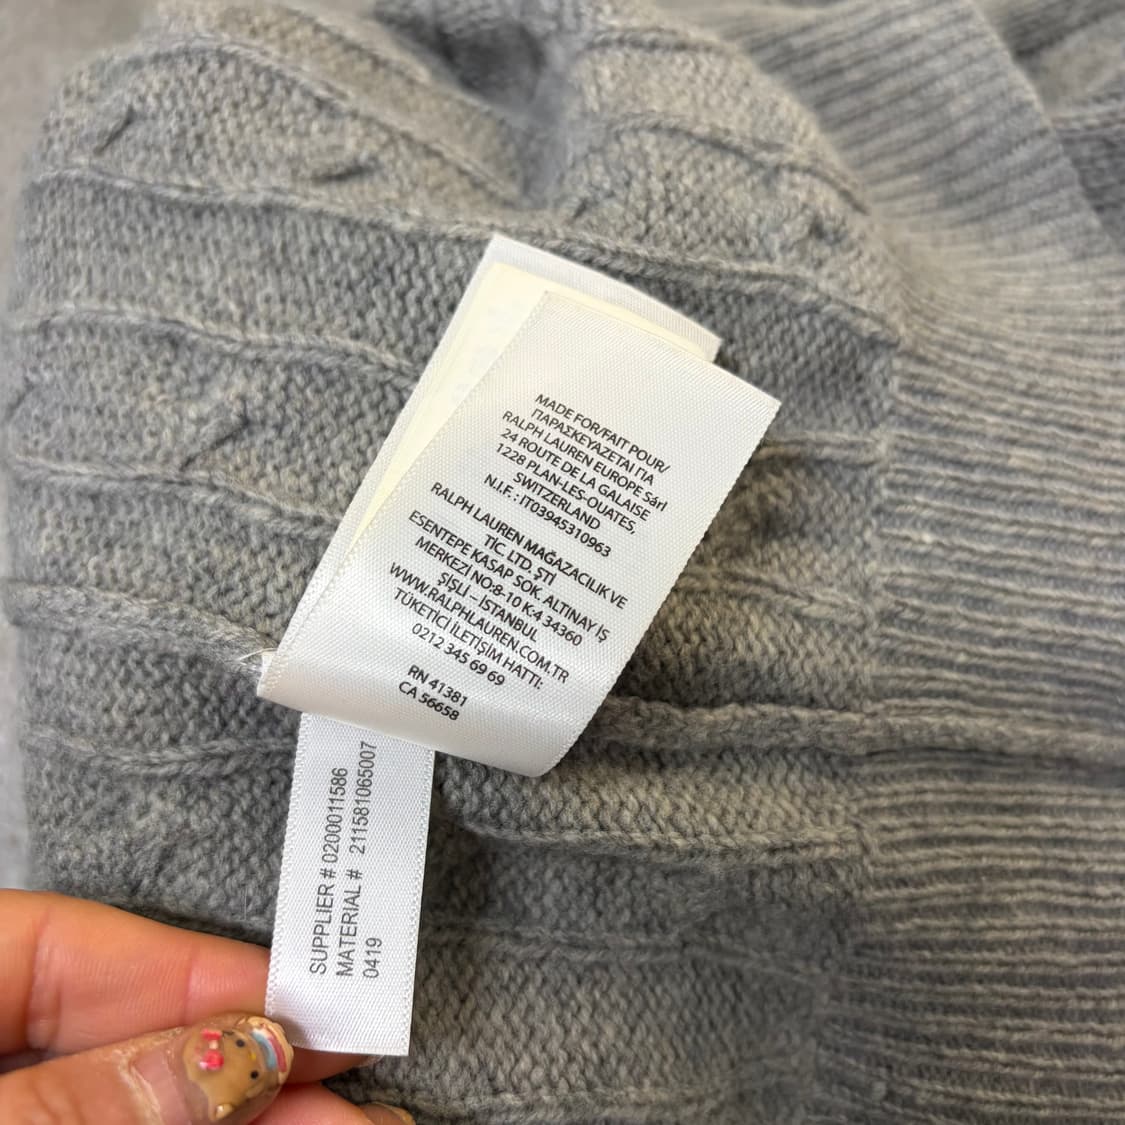 MADE FOR/FAIT POUR/
ΠΑΡΑΣΚΕΥΑΖΕΤΑΙ ΓΙΑ
RALPH LAUREN EUROPE Sárl
24 ROUTE DE LA GALAISE
1228 PLAN-LES-OUATES,
SWITZERLAND
N.I.F. : IT03945310963
RALPH LAUREN MAĞAZACILIK VE
TİC. LTD. ŞTİ
ESENTEPE KASAP SOK. ALTINAY İŞ
MERKEZİ NO:8-10 K:4 34360
ŞİŞLİ – İSTANBUL
WWW.RALPHLAUREN.COM.TR
TÜKETİCİ İLETİŞİM HATTI:
0212 345 69 69
RN 41381
CA 56658
SUPPLIER # 0200011586
MATERIAL # 211581065007
0419